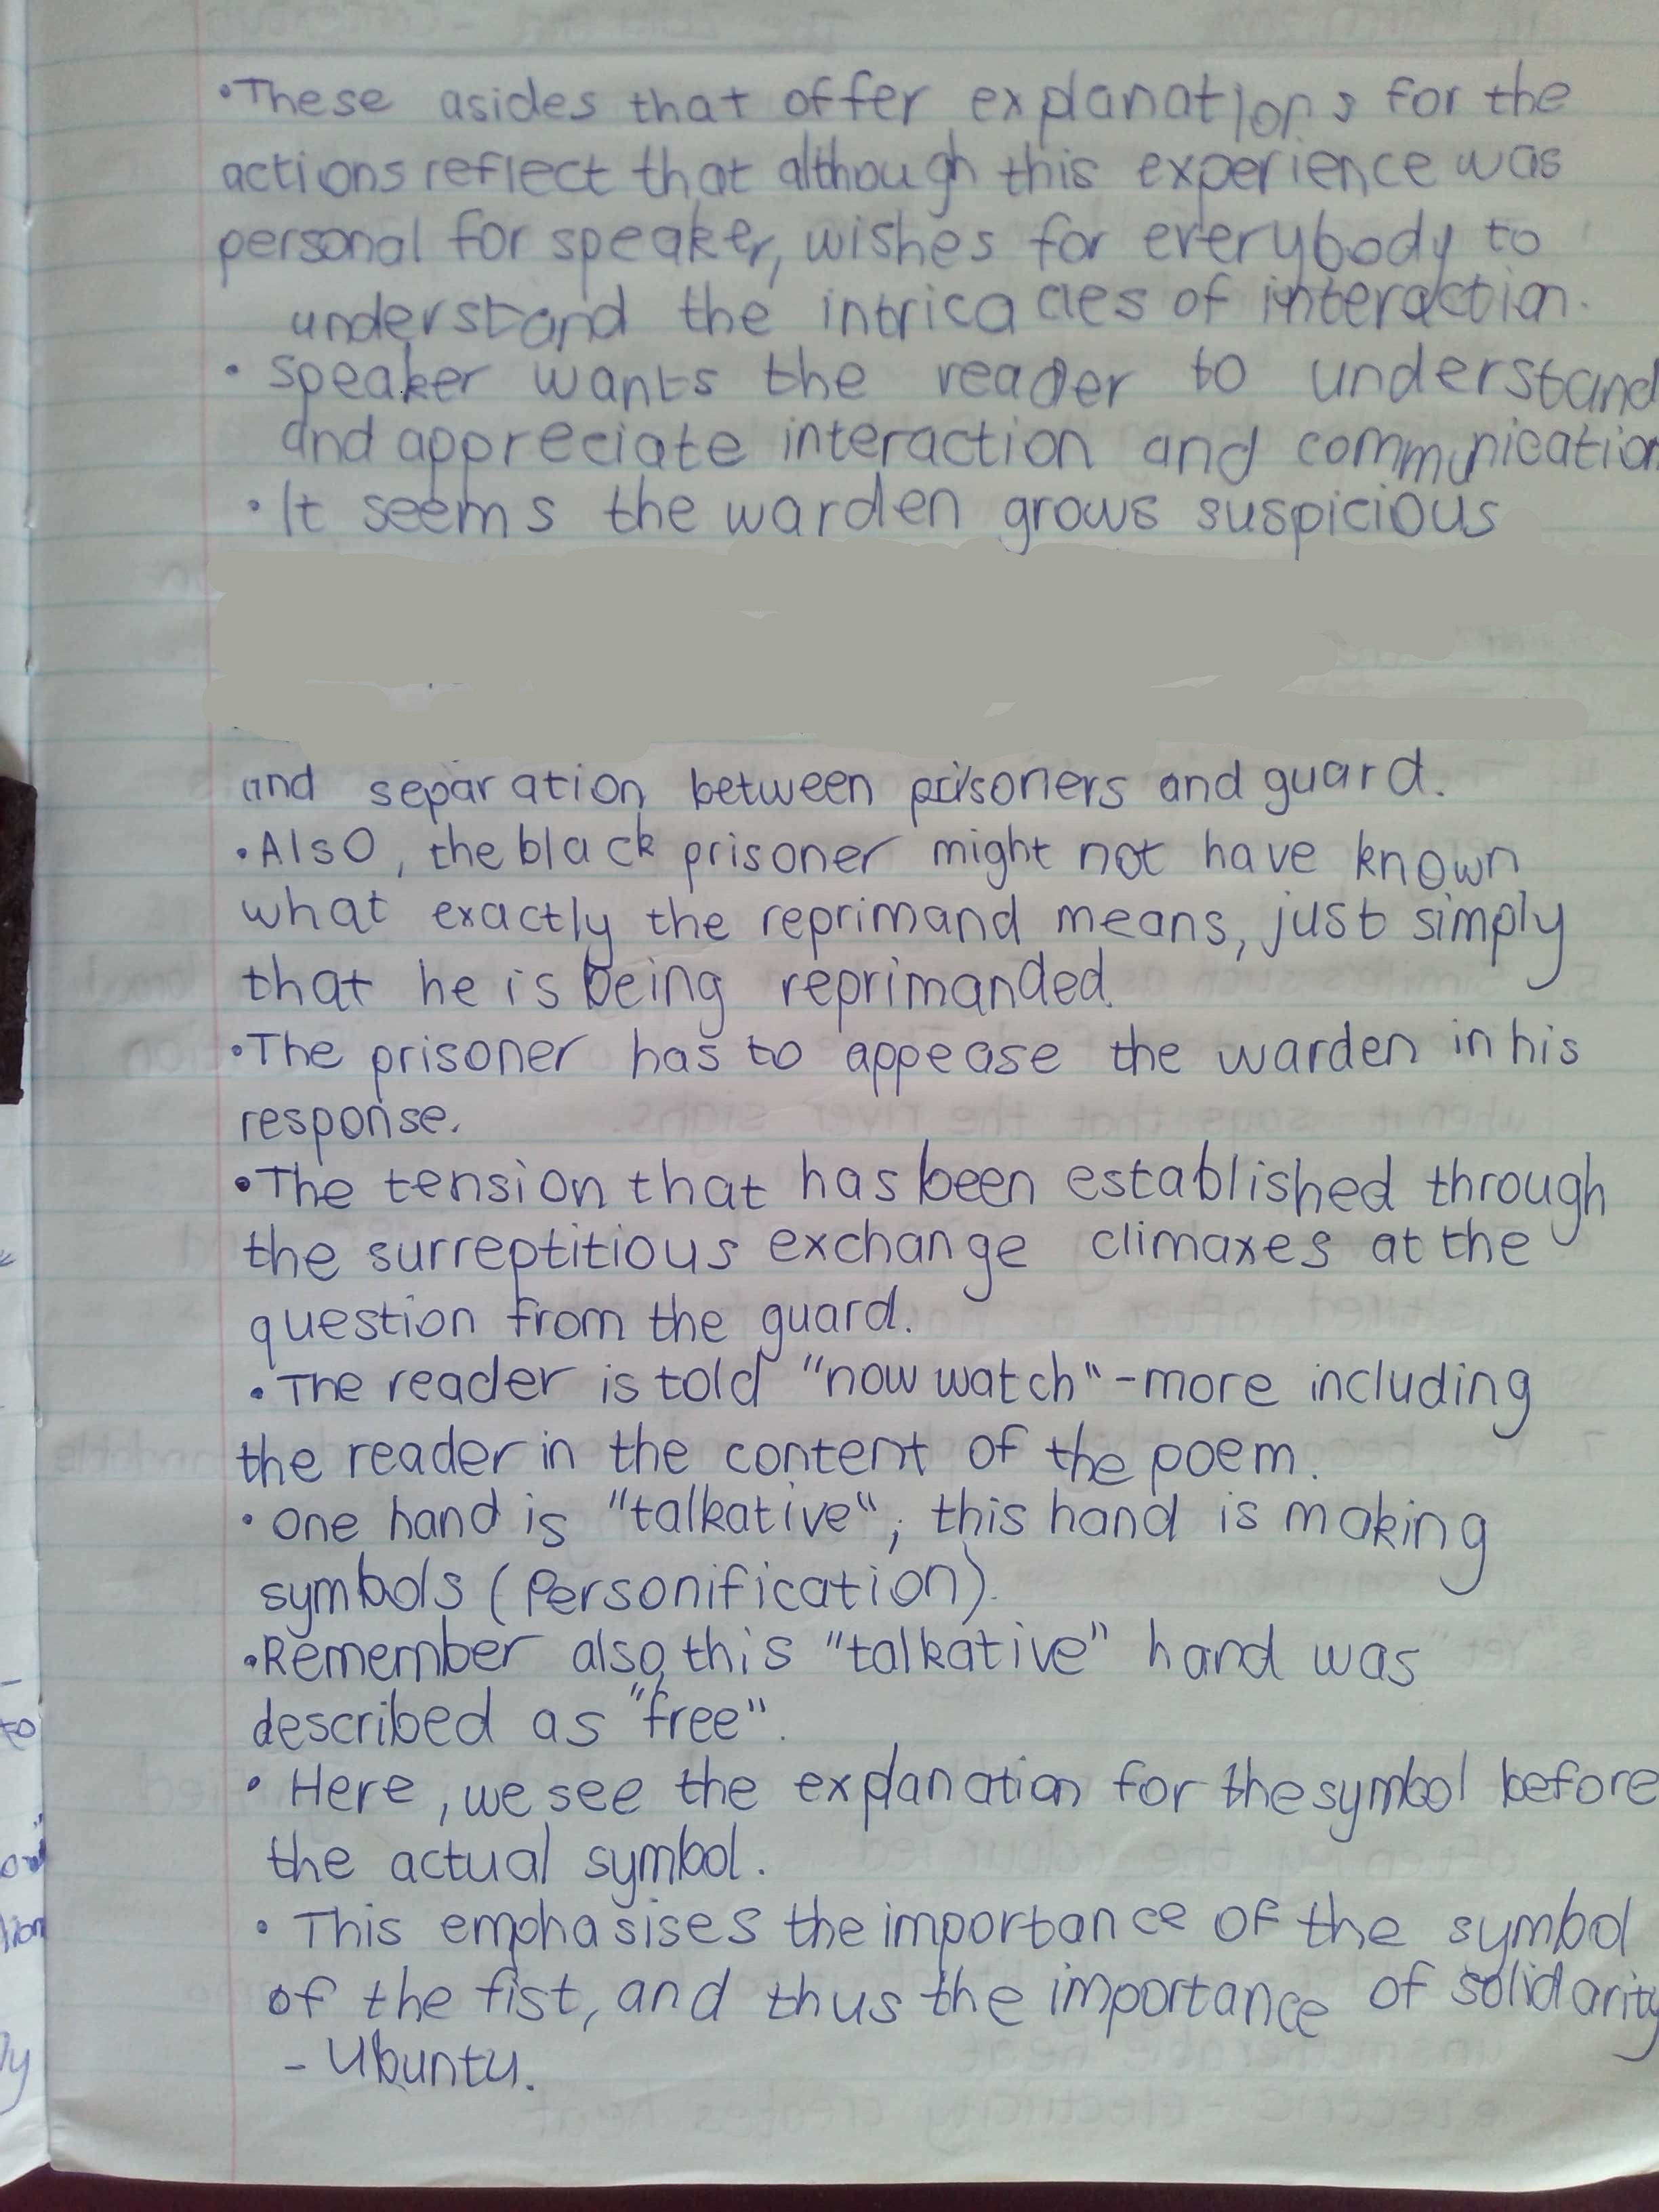 •These asides that offer explanations for the
actions reflect that although this experience was
personal for speaker, wishes for everybody to
understand the intricacies of interaction.
• speaker wants the reader to understand
and appreciate interaction and communication
• It seems the warden grows suspicious
and separation between prisoners and guard.
• Also, the black prisoner might not have known
what exactly the reprimand means, just simply
that he is being reprimanded.
•The prisoner has to appease the warden in his
response.
•The tension that has been established through
the surreptitious exchange climaxes at the
question from the guard.
•The reader is told "now watch" - more including
the reader in the content of the poem.
• One hand is "talkative"; this hand is making
symbols (Personification).
•Remember also, this "talkative" hand was
described as "free".
• Here, we see the explanation for the symbol before
the actual symbol.
• This emphasises the importance of the symbol
of the fist, and thus the importance of solidarity
- Ubuntu.